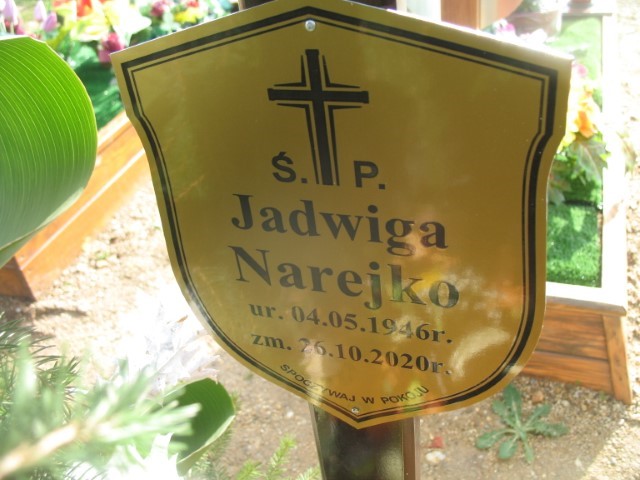 Ś. P.
Jadwiga
Narejko
ur. 04.05.1946r.
zm. 26.10.2020r.
SPOCZYWAJ W POKOJU